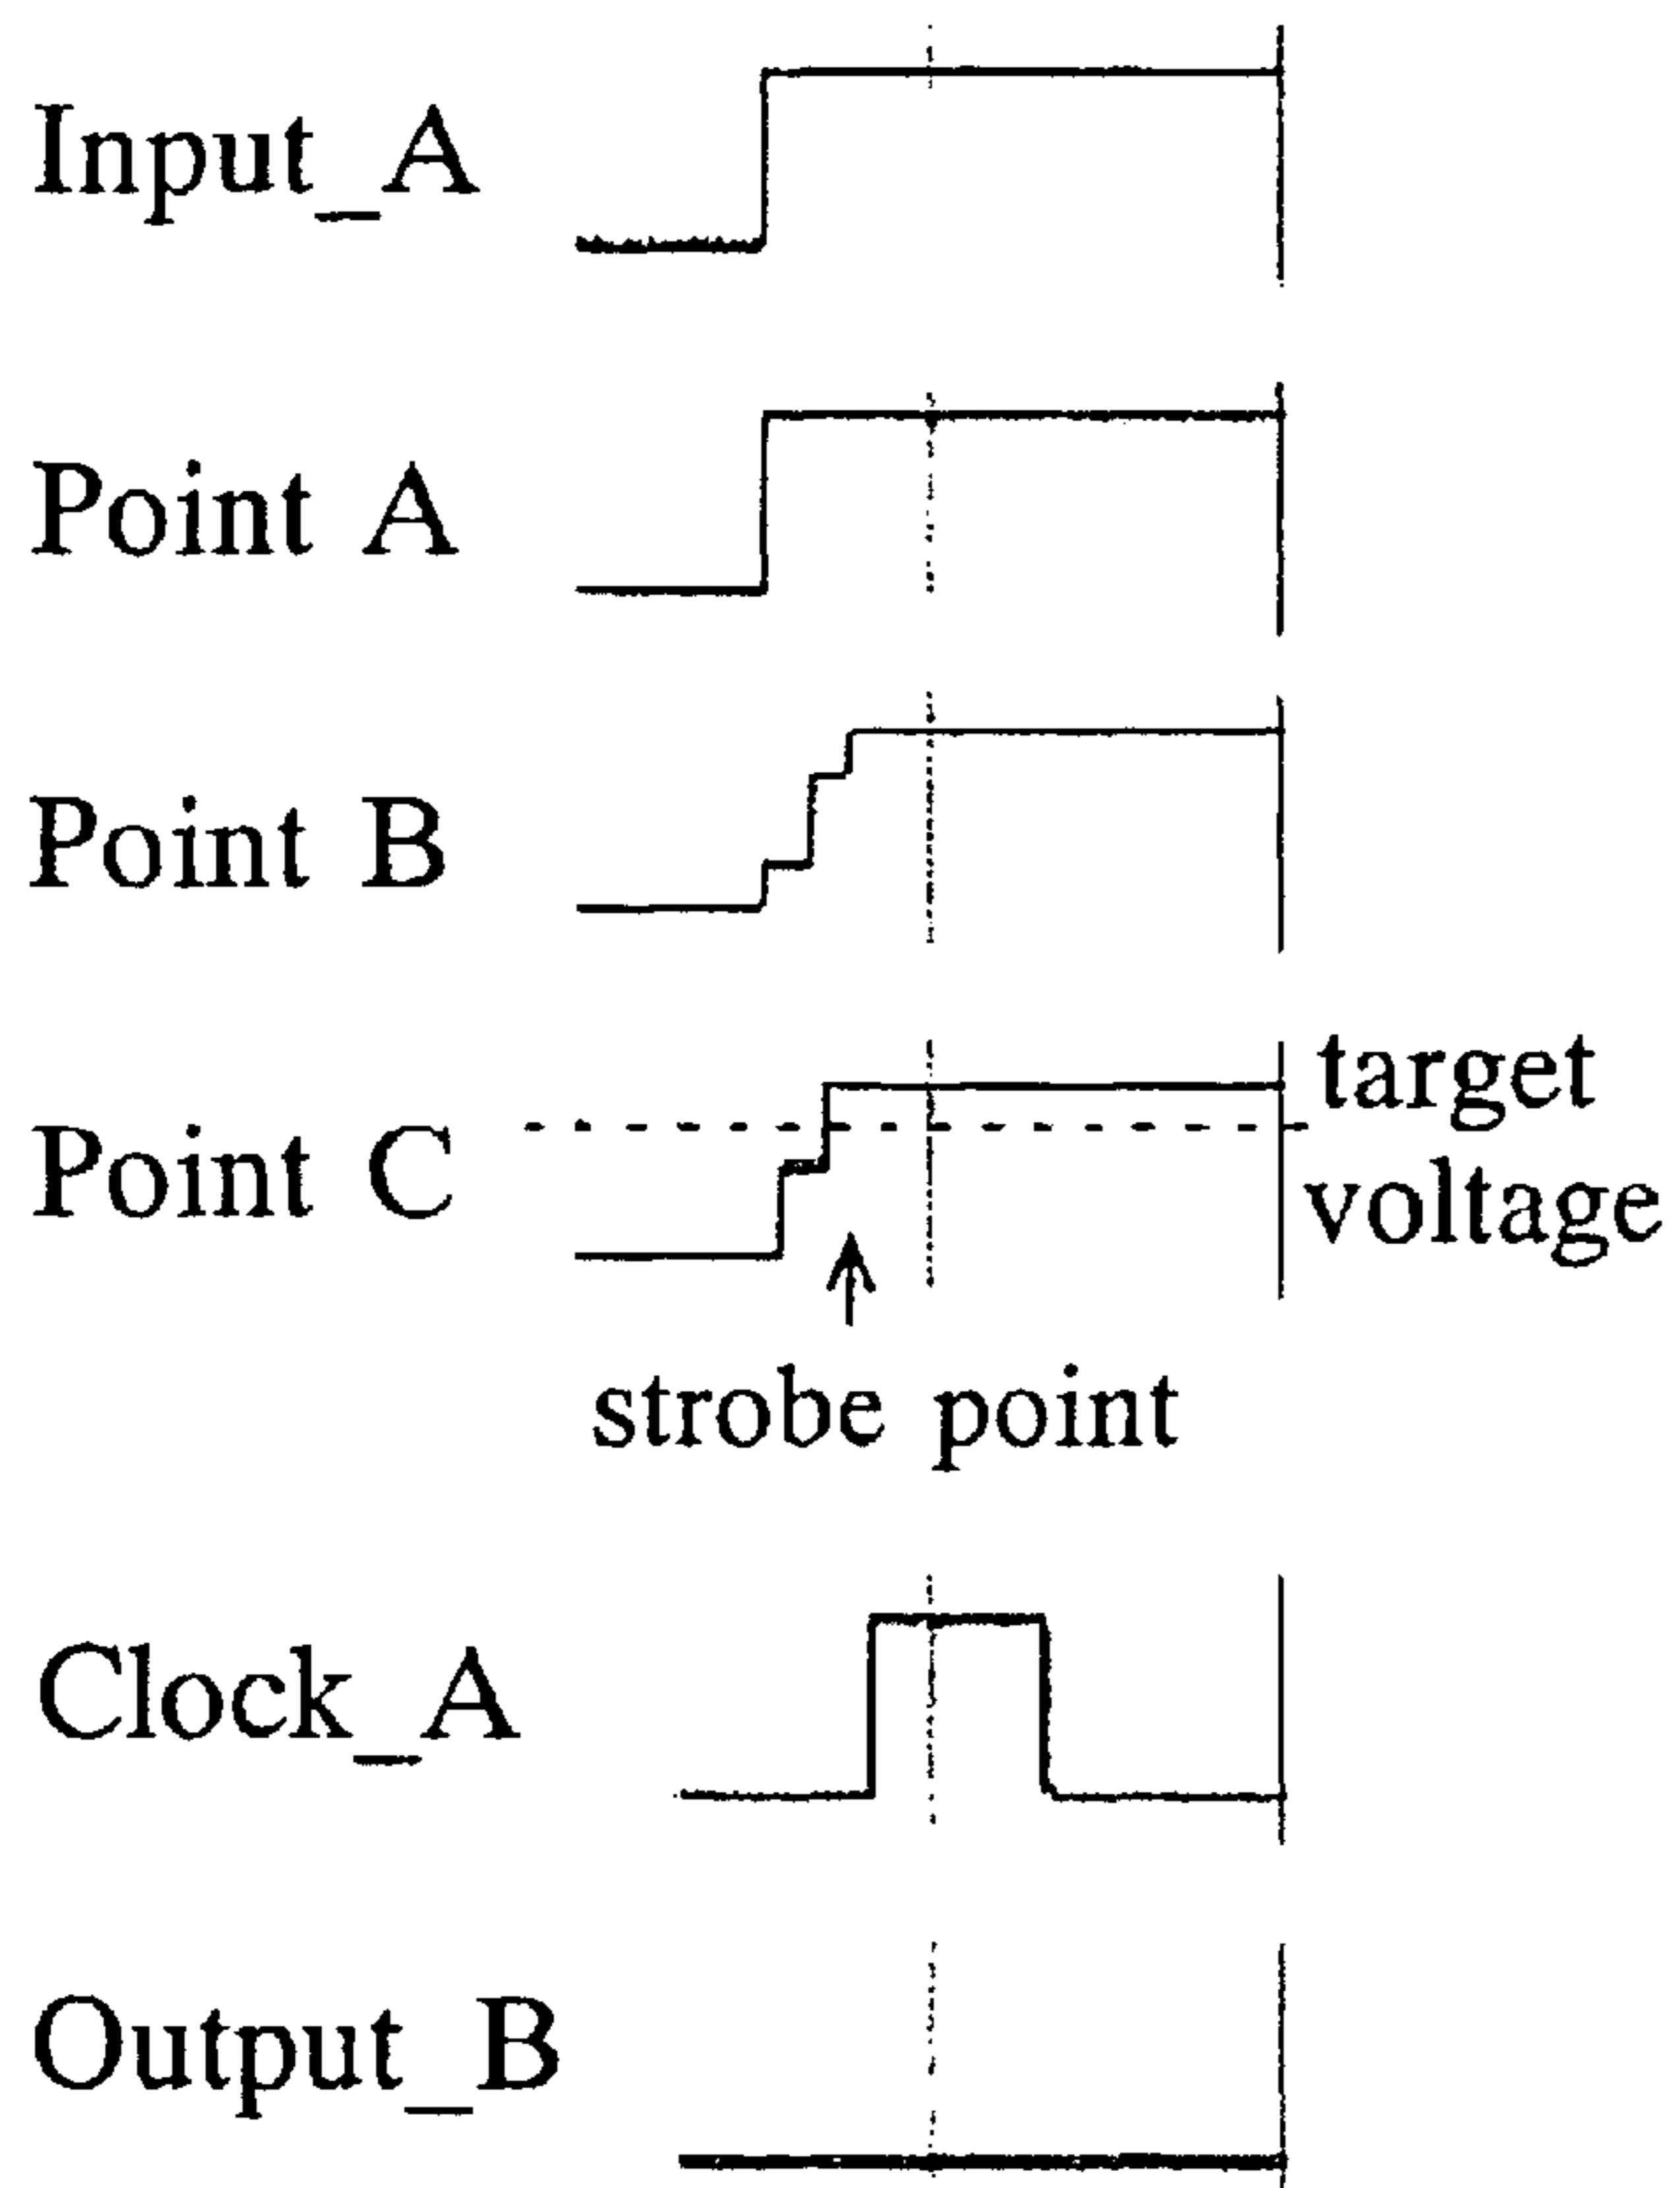 Input_A
Point A
Point B
Point C
target
voltage
strobe point
Clock_A
Output_B